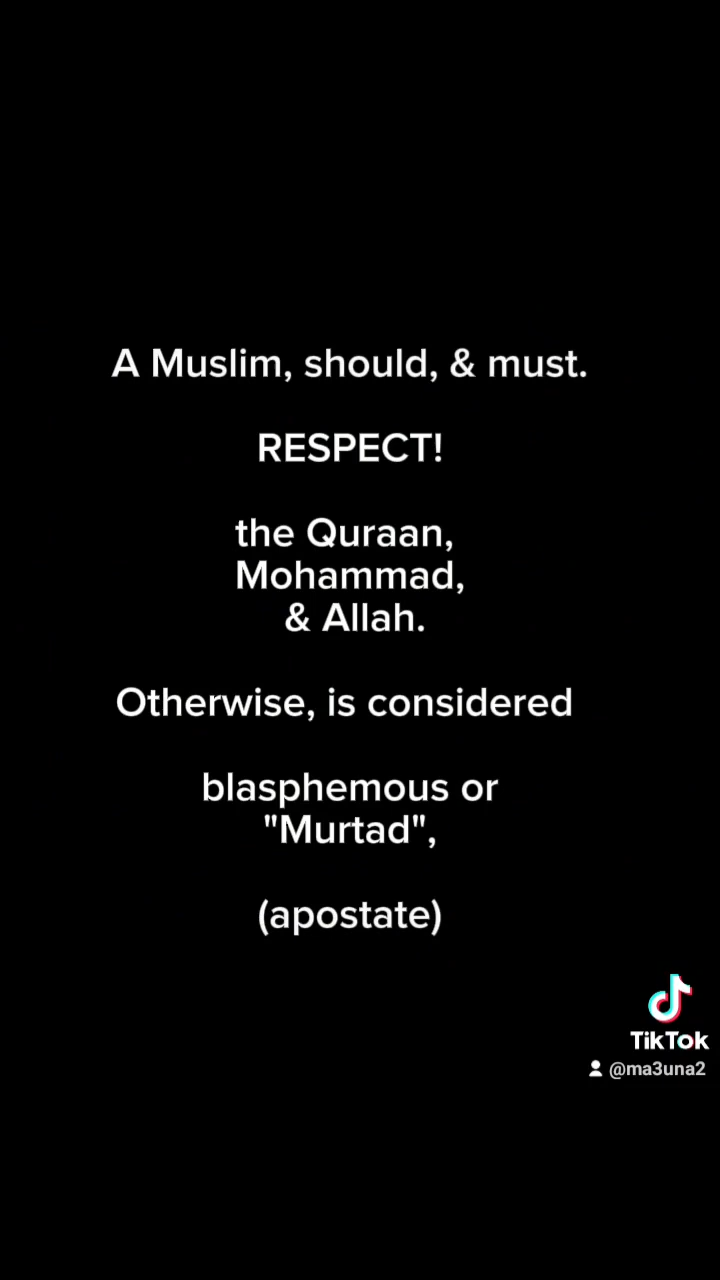 A Muslim, should, & must.
RESPECT!
the Quraan,
Mohammad,
& Allah.
Otherwise, is considered
blasphemous or
"Murtad",
(apostate)
TikTok
@ma3una2